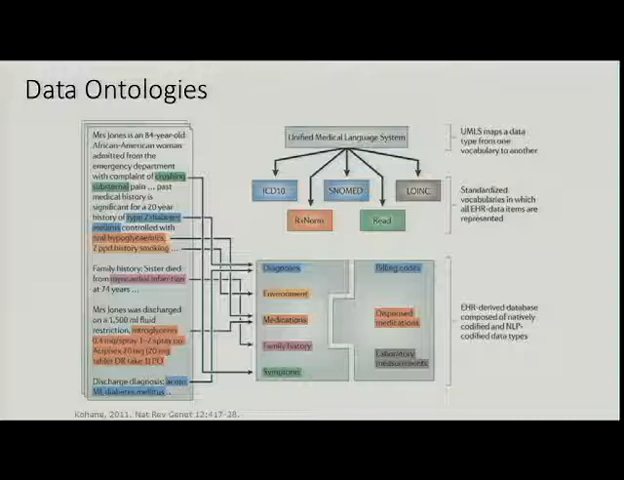 Data Ontologies
Mrs Jones is an 84-year-old
African-American woman
admitted from the
emergency department
with complaint of crushing
substernal pain ... past
medical history is
significant for a 20 year
history of type 2 diabetes
mellitus controlled with
oral hypoglycaemics,
2 ppd history smoking ...
Family history: Sister died
from myocardial infarction
at 74 years ...
Mrs Jones was discharged
on a 1,500 ml fluid
restriction, nitroglycerin
0.4 mg/spray 1–2 spray
Aciphex 20 mg (20 mg
tablet DR take 1) PO
Discharge diagnosis: acute
MI, diabetes mellitus ...
Unified Medical Language System
ICD10
SNOMED
LOINC
RxNorm
Read
UMLS maps a data
type from one
vocabulary to another
Standardized
vocabularies in which
all EHR-data items are
represented
Diagnoses
Environment
Medications
Family history
Symptoms
Billing codes
Dispensed
medications
Laboratory
measurements
EHR-derived database
composed of natively
codified and NLP-
codified data types
Kohane, 2011. Nat Rev Genet 12:417-28.